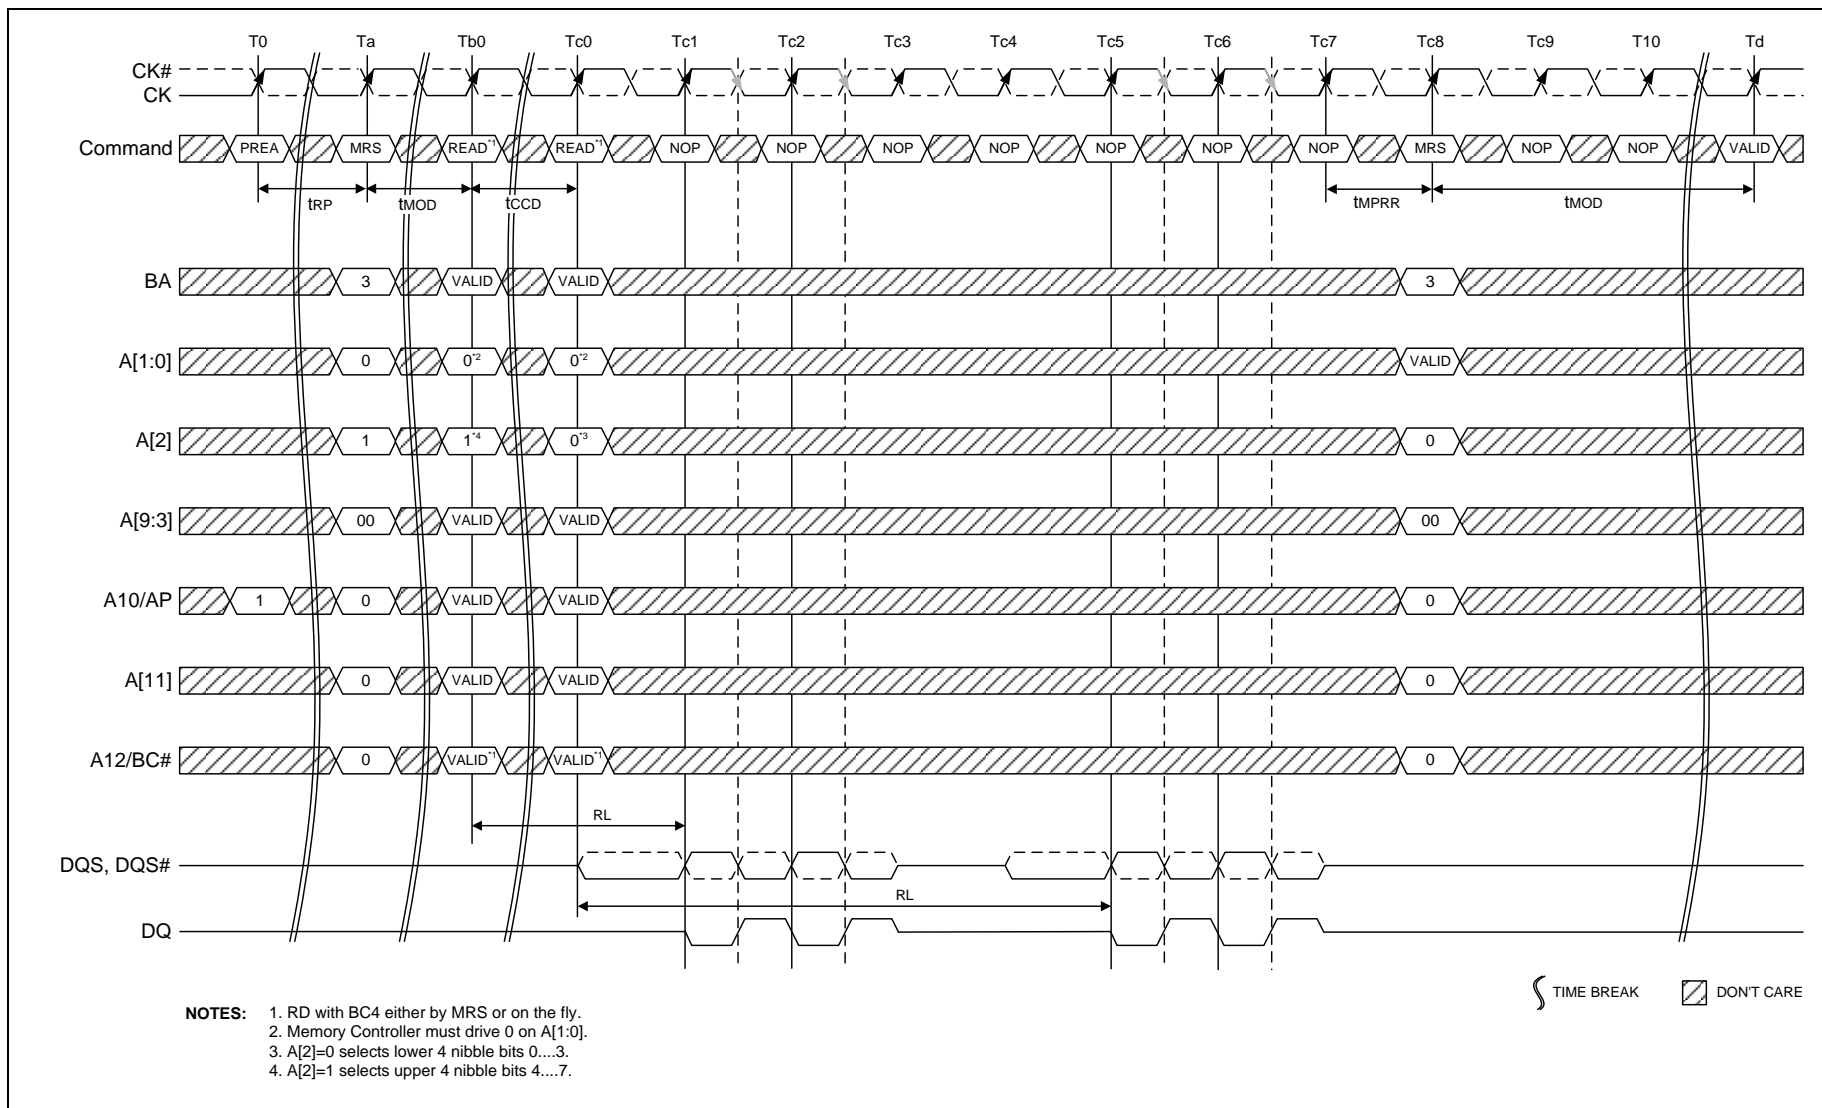 T0 Ta Tb0 Tc0 Tc1 Tc2 Tc3 Tc4 Tc5 Tc6 Tc7 Tc8 Tc9 T10 Td
CK#
CK
Command PREA MRS READ*1 READ*1 NOP NOP NOP NOP NOP NOP NOP MRS NOP NOP VALID
tRP tMOD tCCD tMPRR tMOD
BA 3 VALID VALID 3
A[1:0] 0 0*2 0*2 VALID
A[2] 1 1*4 0*3 0
A[9:3] 00 VALID VALID 00
A10/AP 1 0 VALID VALID 0
A[11] 0 VALID VALID 0
A12/BC# 0 VALID*1 VALID*1 0
RL
DQS, DQS#
RL
DQ
TIME BREAK DON'T CARE
NOTES: 1. RD with BC4 either by MRS or on the fly.
2. Memory Controller must drive 0 on A[1:0].
3. A[2]=0 selects lower 4 nibble bits 0....3.
4. A[2]=1 selects upper 4 nibble bits 4....7.